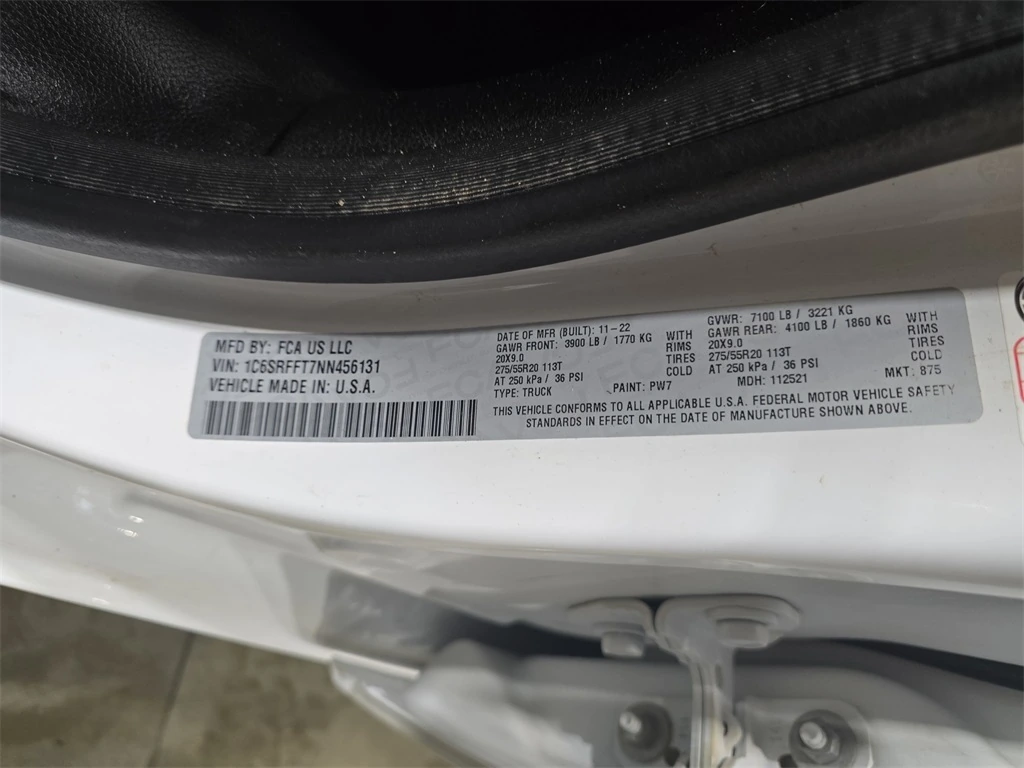 MFD BY: FCA US LLC
VIN: 1C6SRFFT7NN456131
VEHICLE MADE IN U.S.A.
DATE OF MFR (BUILT): 11-22
GAWR FRONT: 3900 LB / 1770 KG WITH
20X9.0 RIMS
275/55R20 113T TIRES
AT 250 kPa / 36 PSI COLD
TYPE: TRUCK PAINT: PW7
GVWR: 7100 LB / 3221 KG
GAWR REAR: 4100 LB / 1860 KG WITH
20X9.0 RIMS
275/55R20 113T TIRES
AT 250 kPa / 36 PSI COLD
MDH: 112521 MKT: 875
THIS VEHICLE CONFORMS TO ALL APPLICABLE U.S.A. FEDERAL MOTOR VEHICLE SAFETY
STANDARDS IN EFFECT ON THE DATE OF MANUFACTURE SHOWN ABOVE.